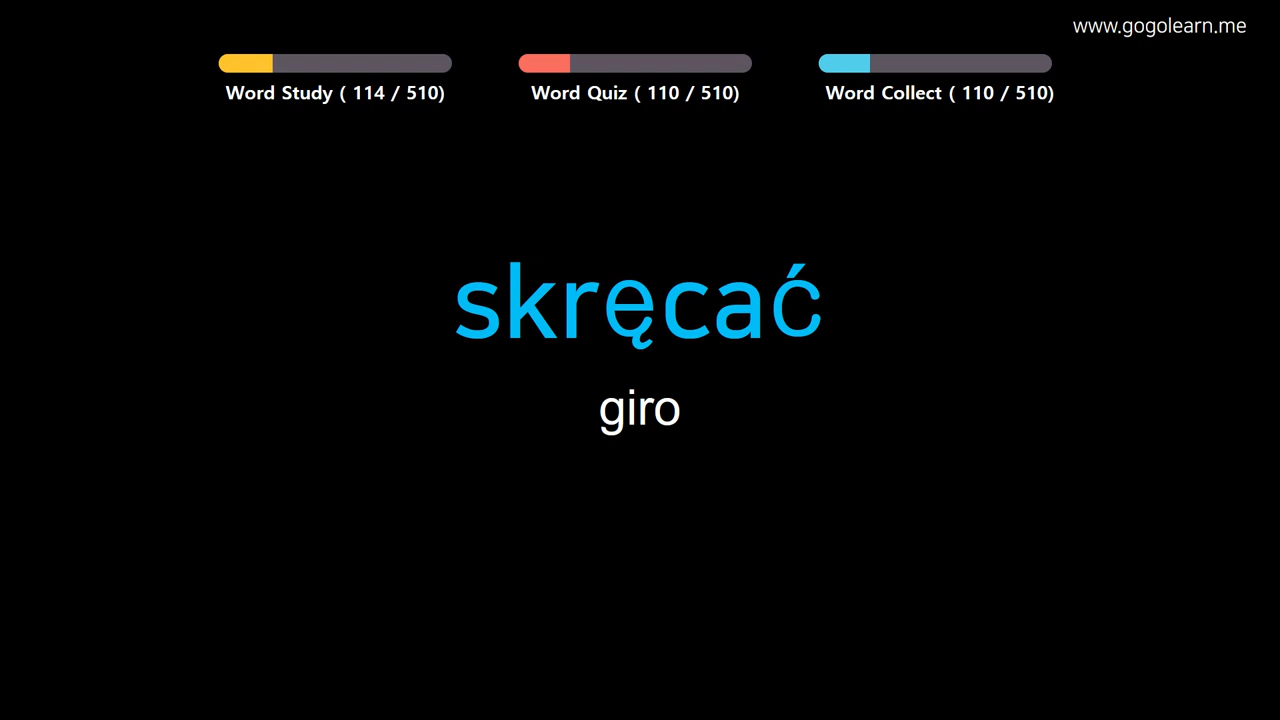 www.gogolearn.me
Word Study ( 114 / 510)
Word Quiz ( 110 / 510)
Word Collect ( 110 / 510)
skręcać
giro